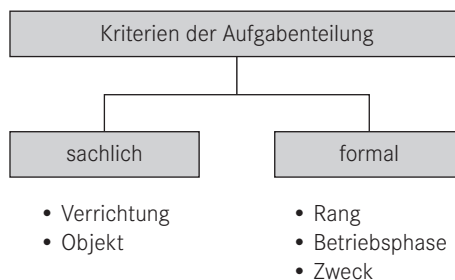 Kriterien der Aufgabenteilung
sachlich
• Verrichtung
• Objekt
formal
• Rang
• Betriebsphase
• Zweck